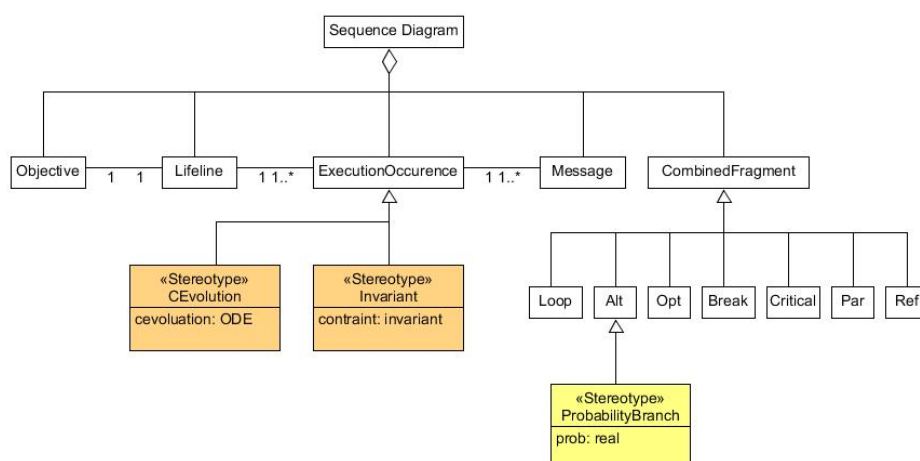 Sequence Diagram
Objective
1 1
Lifeline
1 1..*
ExecutionOccurence
1 1..*
Message
CombinedFragment
«Stereotype»
CEvolution
cevoluation: ODE
«Stereotype»
Invariant
contraint: invariant
Loop
Alt
Opt
Break
Critical
Par
Ref
«Stereotype»
ProbabilityBranch
prob: real